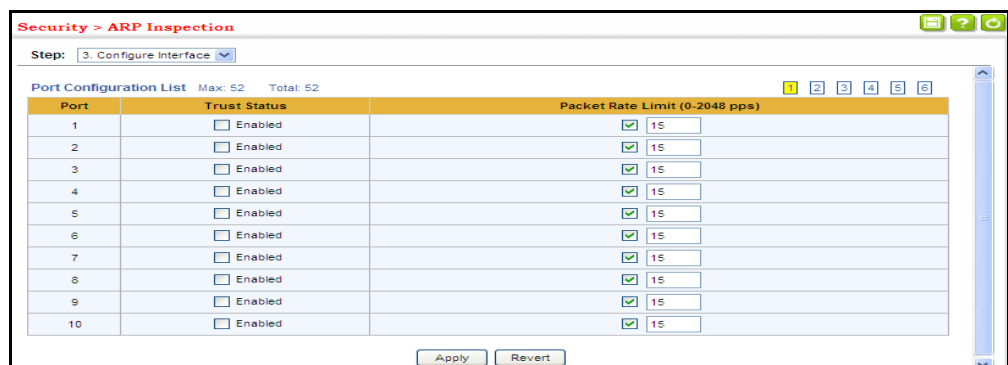 Security > ARP Inspection
?
Step: 3. Configure Interface
Port Configuration List Max: 52 Total: 52 1 2 3 4 5 6
Port Trust Status Packet Rate Limit (0-2048 pps)
1 Enabled 15
2 Enabled 15
3 Enabled 15
4 Enabled 15
5 Enabled 15
6 Enabled 15
7 Enabled 15
8 Enabled 15
9 Enabled 15
10 Enabled 15
Apply Revert